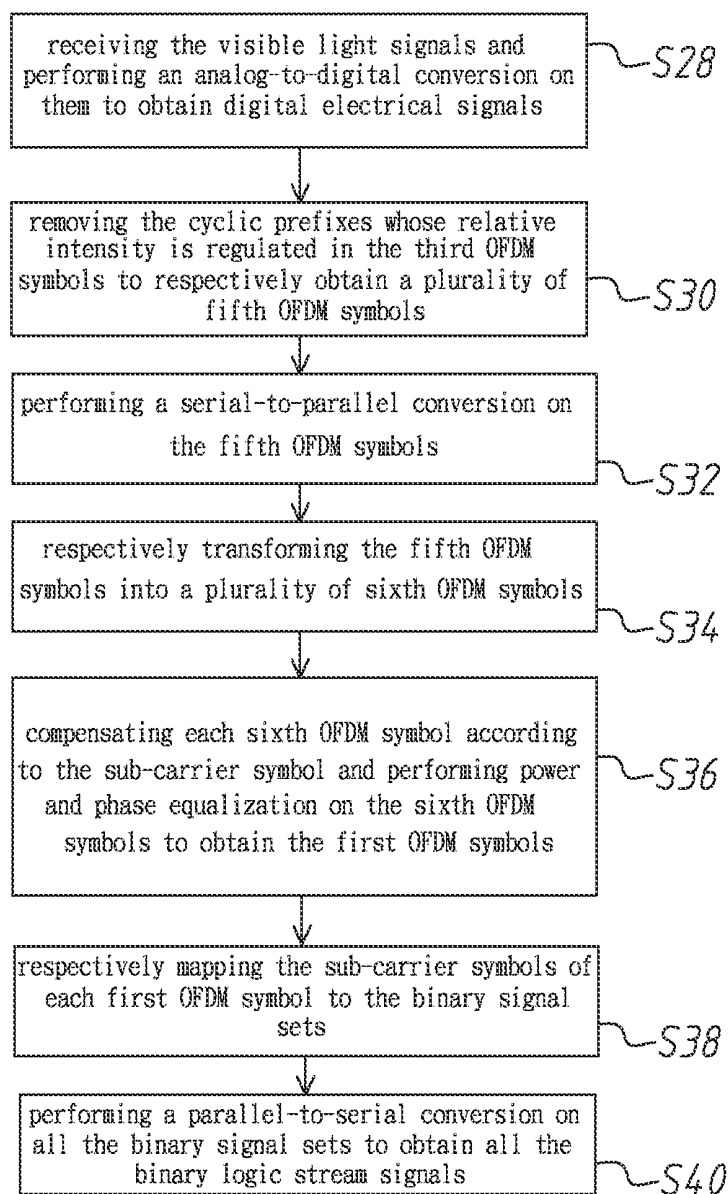 receiving the visible light signals and
performing an analog-to-digital conversion on
them to obtain digital electrical signals
S28
removing the cyclic prefixes whose relative
intensity is regulated in the third OFDM
symbols to respectively obtain a plurality of
fifth OFDM symbols
S30
performing a serial-to-parallel conversion on
the fifth OFDM symbols
S32
respectively transforming the fifth OFDM
symbols into a plurality of sixth OFDM symbols
S34
compensating each sixth OFDM symbol according
to the sub-carrier symbol and performing power
and phase equalization on the sixth OFDM
symbols to obtain the first OFDM symbols
S36
respectively mapping the sub-carrier symbols of
each first OFDM symbol to the binary signal
sets
S38
performing a parallel-to-serial conversion on
all the binary signal sets to obtain all the
binary logic stream signals
S40